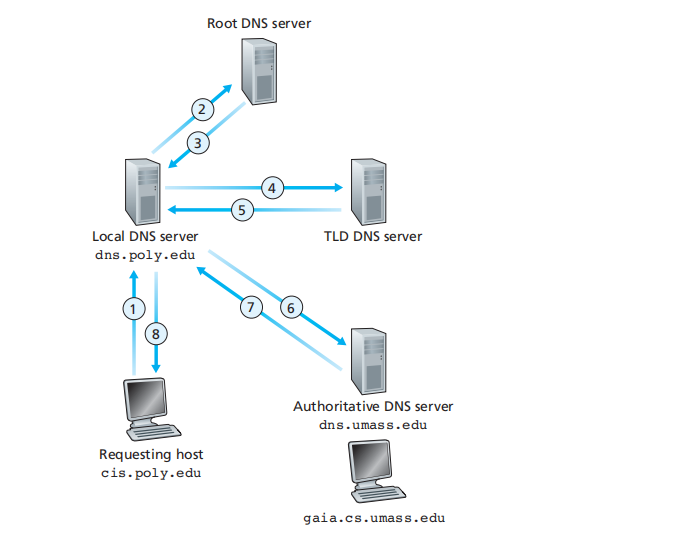 Root DNS server
2
3
4
5
Local DNS server
dns.poly.edu
TLD DNS server
1
8
7
6
Authoritative DNS server
dns.umass.edu
Requesting host
cis.poly.edu
gaia.cs.umass.edu